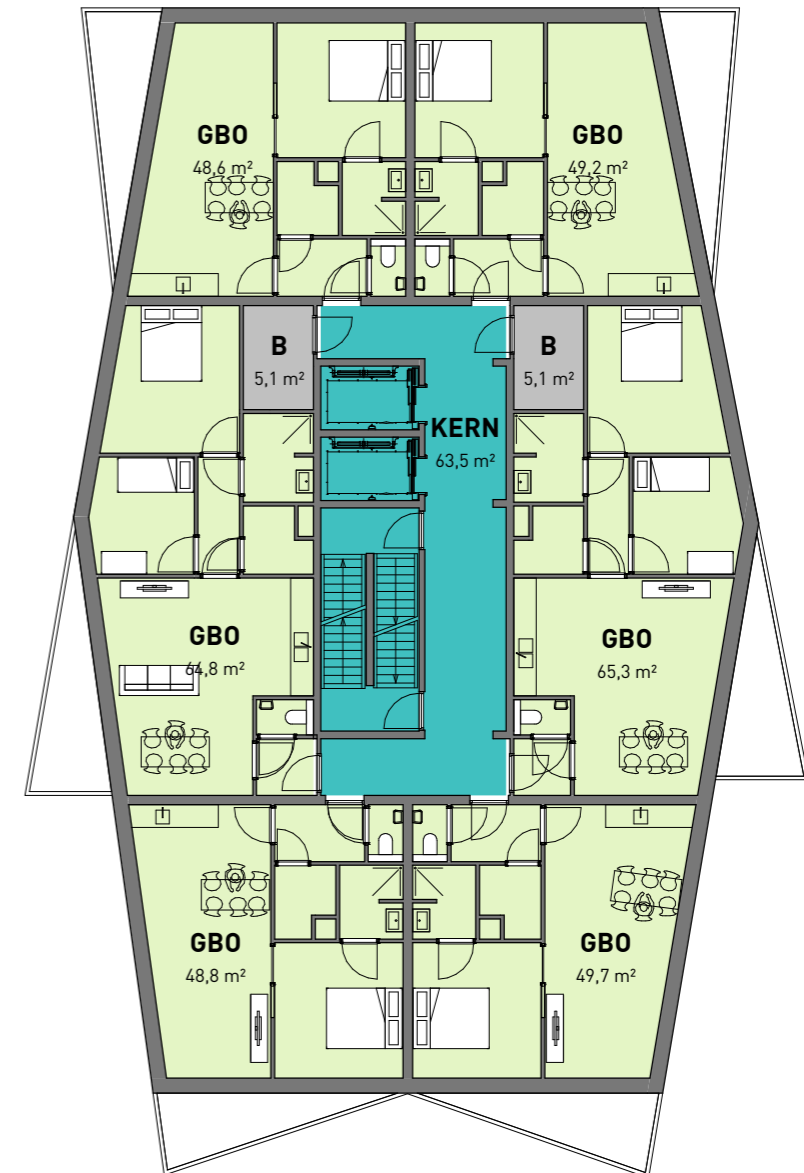 GBO
48,6 m²
GBO
49,2 m²
B
5,1 m²
B
5,1 m²
KERN
63,5 m²
GBO
64,8 m²
GBO
65,3 m²
GBO
48,8 m²
GBO
49,7 m²